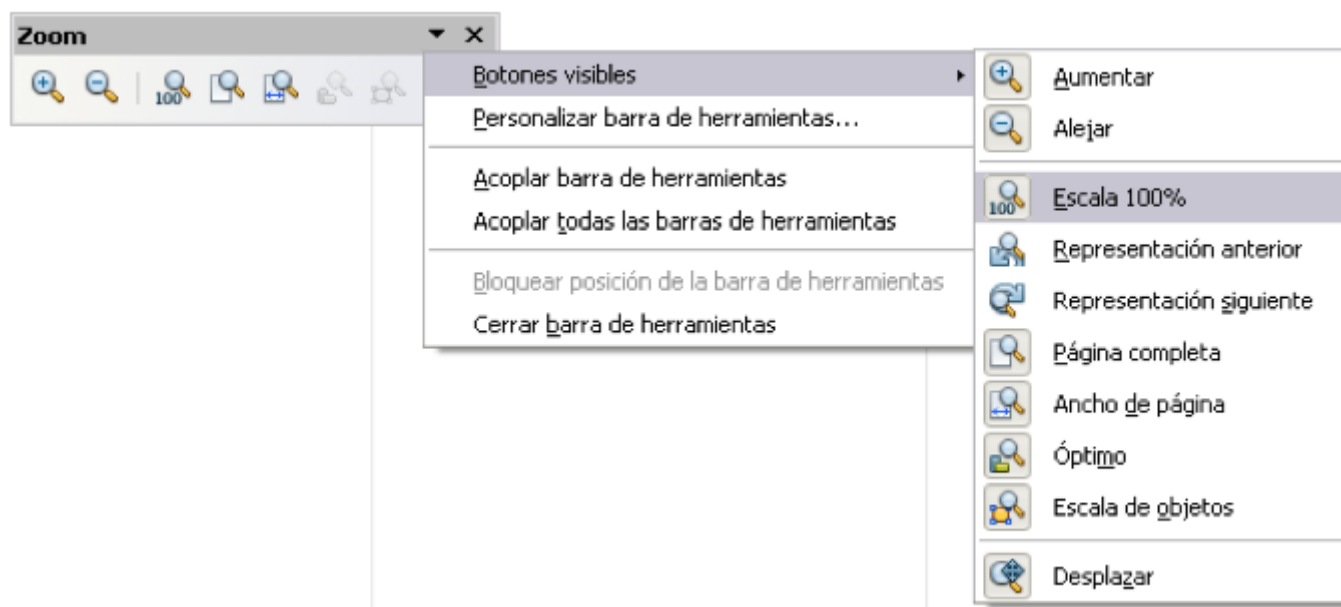 Zoom
100
Botones visibles
Personalizar barra de herramientas...
Acoplar barra de herramientas
Acoplar todas las barras de herramientas
Bloquear posición de la barra de herramientas
Cerrar barra de herramientas
Aumentar
Alejar
100
Escala 100%
Representación anterior
Representación siguiente
Página completa
Ancho de página
Óptimo
Escala de objetos
Desplazar